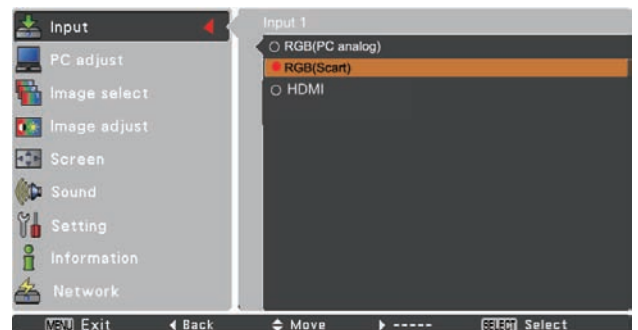 Input
PC adjust
Image select
Image adjust
Screen
Sound
Setting
Information
Network
Input 1
RGB(PC analog)
RGB(Scart)
HDMI
MENU Exit Back Move ----- SELECT Select